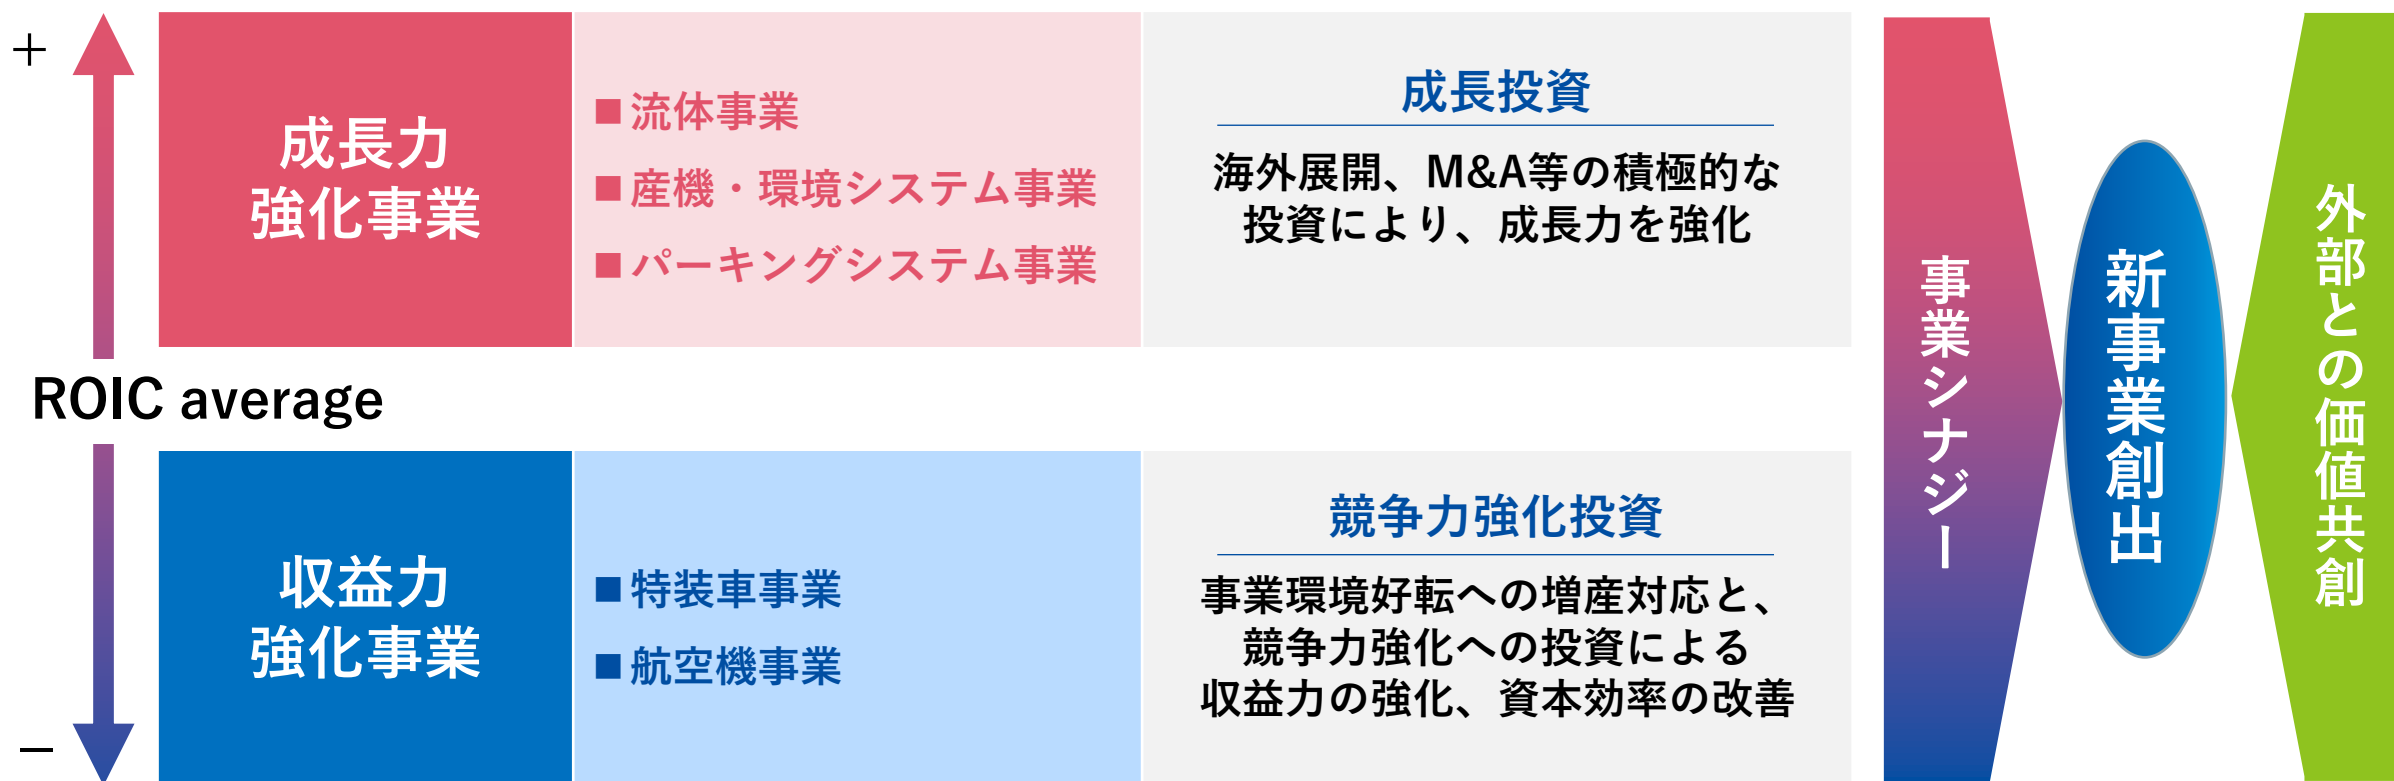 ＋
成長力
強化事業
■ 流体事業
■ 産機・環境システム事業
■ パーキングシステム事業
成長投資
海外展開、M&A等の積極的な
投資により、成長力を強化
ROIC average
収益力
強化事業
■ 特装車事業
■ 航空機事業
競争力強化投資
事業環境好転への増産対応と、
競争力強化への投資による
収益力の強化、資本効率の改善
－
事業シナジー
新事業創出
外部との価値共創